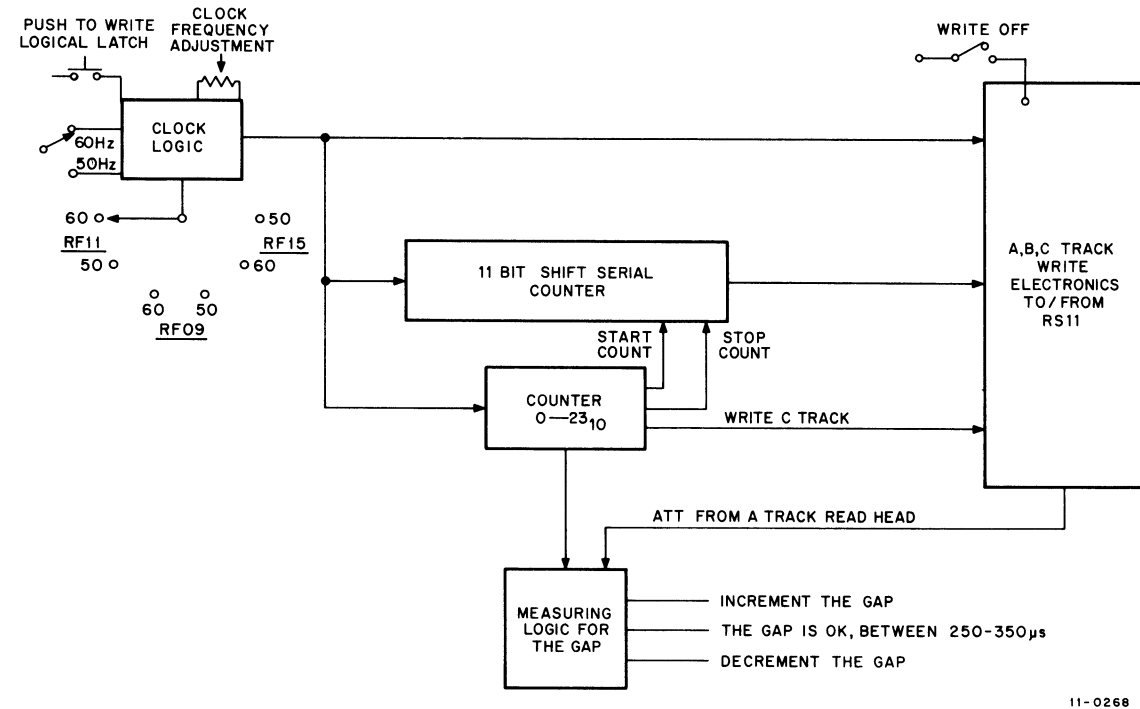 PUSH TO WRITE
LOGICAL LATCH
CLOCK
FREQUENCY
ADJUSTMENT
WRITE OFF
CLOCK
LOGIC
60Hz
50Hz
60
50
RF11
RF15
50
60
60
50
RF09
11 BIT SHIFT SERIAL
COUNTER
A,B,C TRACK
WRITE
ELECTRONICS
TO/FROM
RS11
START
COUNT
STOP
COUNT
COUNTER
0—23₁₀
WRITE C TRACK
ATT FROM A TRACK READ HEAD
MEASURING
LOGIC FOR
THE GAP
INCREMENT THE GAP
THE GAP IS OK, BETWEEN 250-350µs
DECREMENT THE GAP
11-0268